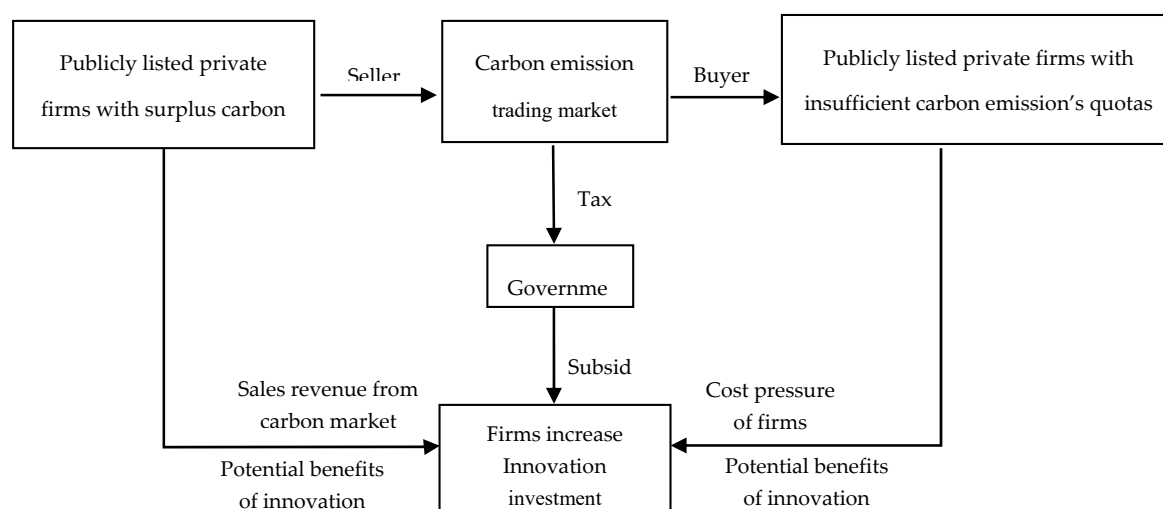 Publicly listed private
firms with surplus carbon
Seller
Carbon emission
trading market
Buyer
Publicly listed private firms with
insufficient carbon emission's quotas
Tax
Governme
Subsid
Sales revenue from
carbon market
Potential benefits
of innovation
Firms increase
Innovation
investment
Cost pressure
of firms
Potential benefits
of innovation